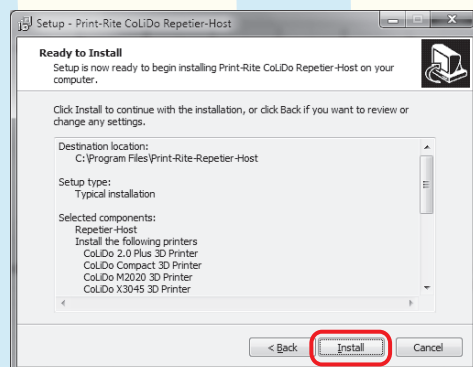 Setup - Print-Rite CoLiDo Repetier-Host
Ready to Install
Setup is now ready to begin installing Print-Rite CoLiDo Repetier-Host on your
computer.
Click Install to continue with the installation, or click Back if you want to review or
change any settings.
Destination location:
C:\Program Files\Print-Rite-Repetier-Host
Setup type:
Typical installation
Selected components:
Repetier-Host
Install the following printers
CoLiDo 2.0 Plus 3D Printer
CoLiDo Compact 3D Printer
CoLiDo M2020 3D Printer
CoLiDo X3045 3D Printer
< Back Install Cancel